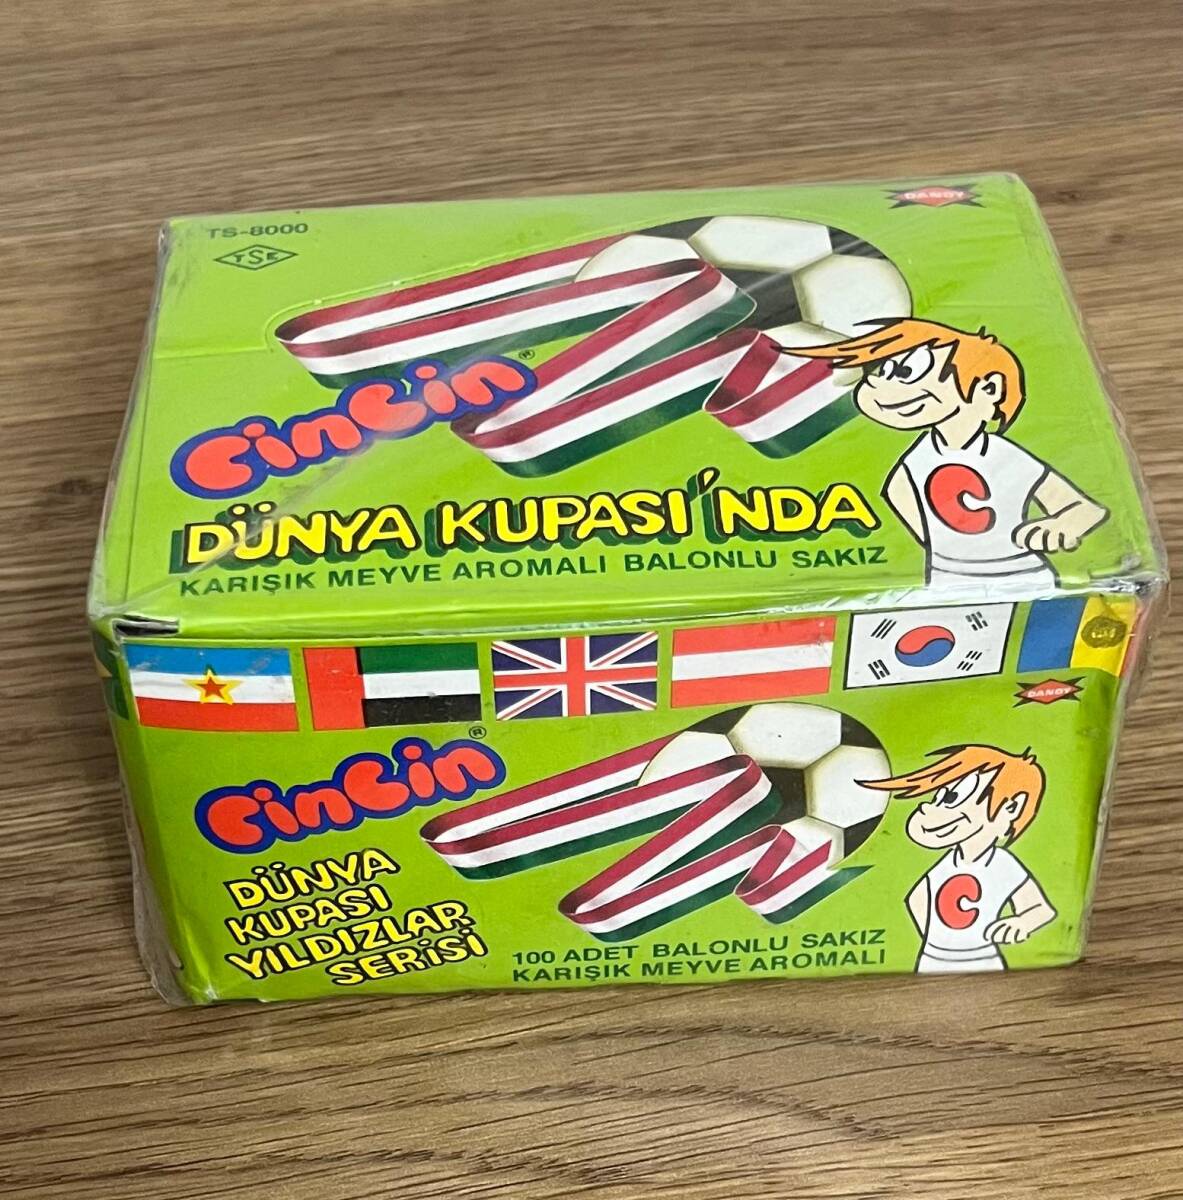 TS-8000
TSE
DANDY
CinCin®
DÜNYA KUPASI'NDA
KARIŞIK MEYVE AROMALI BALONLU SAKIZ
C
DANDY
CinCin®
DÜNYA
KUPASI
YILDIZLAR
SERİSİ
100 ADET BALONLU SAKIZ
KARIŞIK MEYVE AROMALI
C